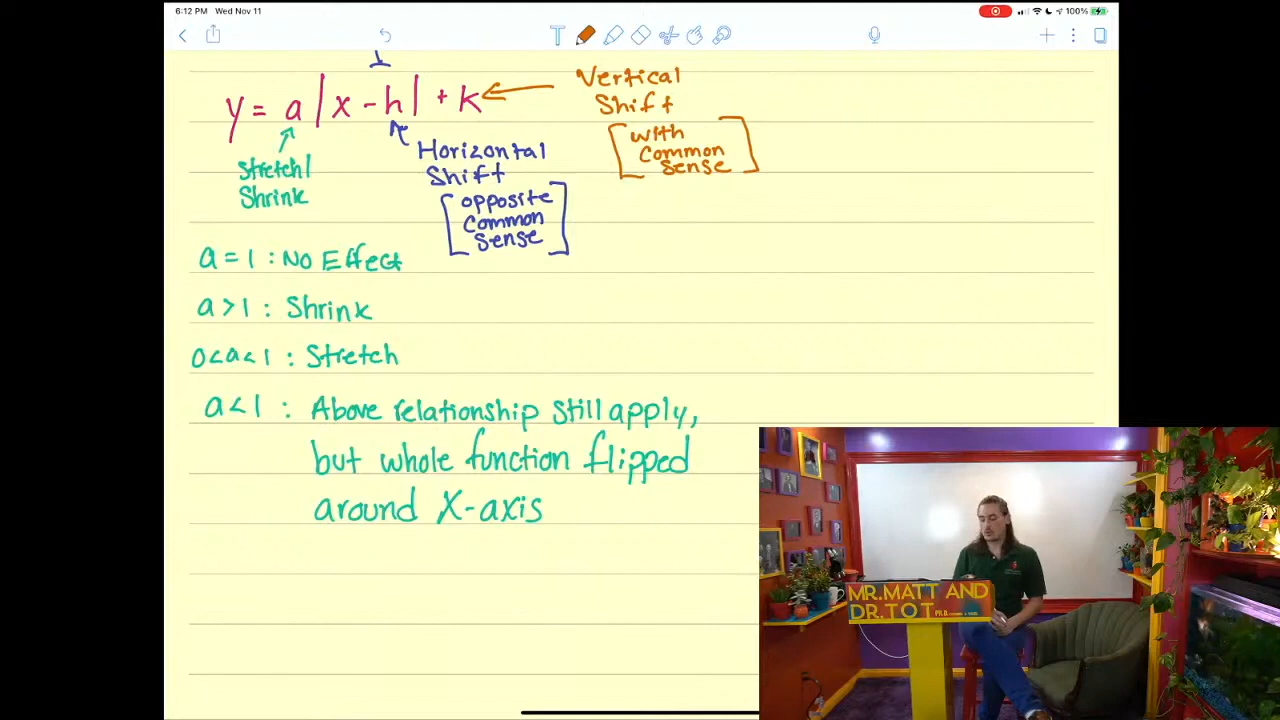 6:12 PM Wed Nov 11
100%
T
y = a |x - h| + k
Vertical
Shift
[with
Common
Sense]
Stretch/
Shrink
Horizontal
Shift
[opposite
Common
Sense]
a = 1 : No Effect
a > 1 : Shrink
0 < a < 1 : Stretch
a < 1 : Above relationship still apply,
but whole function flipped
around X-axis
MR.MATT AND
DR.TOT PH.D.